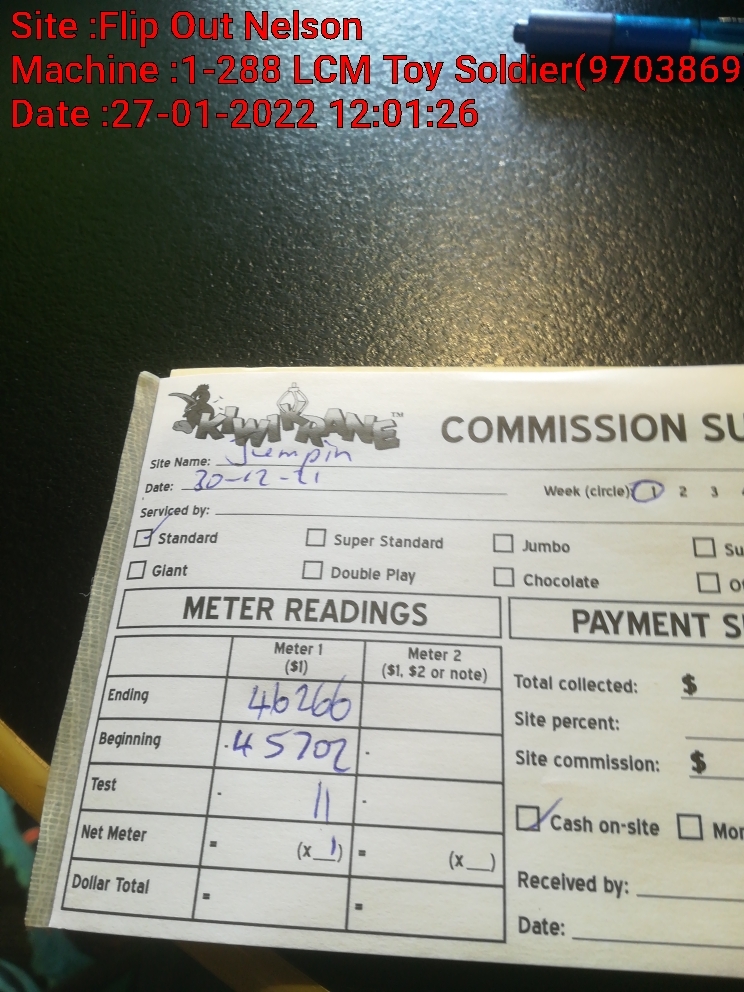 Site :Flip Out Nelson
Machine :1-288 LCM Toy Soldier(9703869
Date :27-01-2022 12:01:26
KIWIKRANE™ COMMISSION SU
Site Name: Jumpin
Date: 30-12-21 Week (circle): 1 2 3
Serviced by:
Standard Super Standard Jumbo Su
Giant Double Play Chocolate Ot
METER READINGS PAYMENT S
Meter 1 ($1) Meter 2 ($1, $2 or note)
Ending 46266
Total collected: $
Beginning - 45702 -
Site percent:
Site commission: $
Test - 11 -
Cash on-site Mor
Net Meter = (x 1) = (x__)
Received by:
Dollar Total = =
Date: